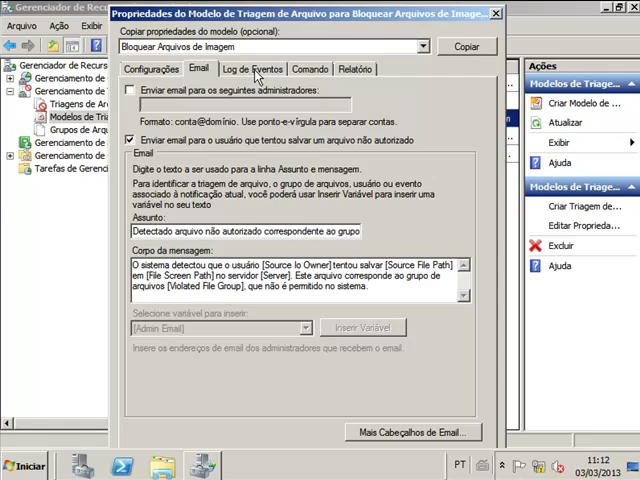 Propriedades do Modelo de Triagem de Arquivo para Bloquear Arquivos de Image...
Gerenciador de Recurs
Arquivo Ação Exibi
Copiar propriedades do modelo (opcional):
Bloquear Arquivos de Imagem
Copiar
Configurações Email Log de Eventos Comando Relatório
Gerenciador de Recurso
Gerenciamento de
Gerenciamento de
Triagens de Ar
Modelos de Tria
Grupos de Arqu
Gerenciamento de
Gerenciamento de
Tarefas de Gerenci
Enviar email para os seguintes administradores:
Formato: conta@domínio. Use ponto-e-vírgula para separar contas.
Enviar email para o usuário que tentou salvar um arquivo não autorizado
Email
Digite o texto a ser usado para a linha Assunto e mensagem.
Para identificar a triagem de arquivo, o grupo de arquivos, usuário ou evento
associado à notificação atual, você poderá usar Inserir Variável para inserir uma
variável no seu texto
Assunto:
Detectado arquivo não autorizado correspondente ao grupo
Corpo da mensagem:
O sistema detectou que o usuário [Source Io Owner] tentou salvar [Source File Path]
em [File Screen Path] no servidor [Server]. Este arquivo corresponde ao grupo de
arquivos [Violated File Group], que não é permitido no sistema.
Selecione variável para inserir:
[Admin Email]
Inserir Variável
Insere os endereços de email dos administradores que recebem o email.
Mais Cabeçalhos de Email...
Ações
Modelos de Triage...
Criar Modelo de ...
Atualizar
Exibir
Ajuda
Modelos de Triage...
Criar Triagem de...
Editar Proprieda...
Excluir
Ajuda
Iniciar
PT
11:12
03/03/2013